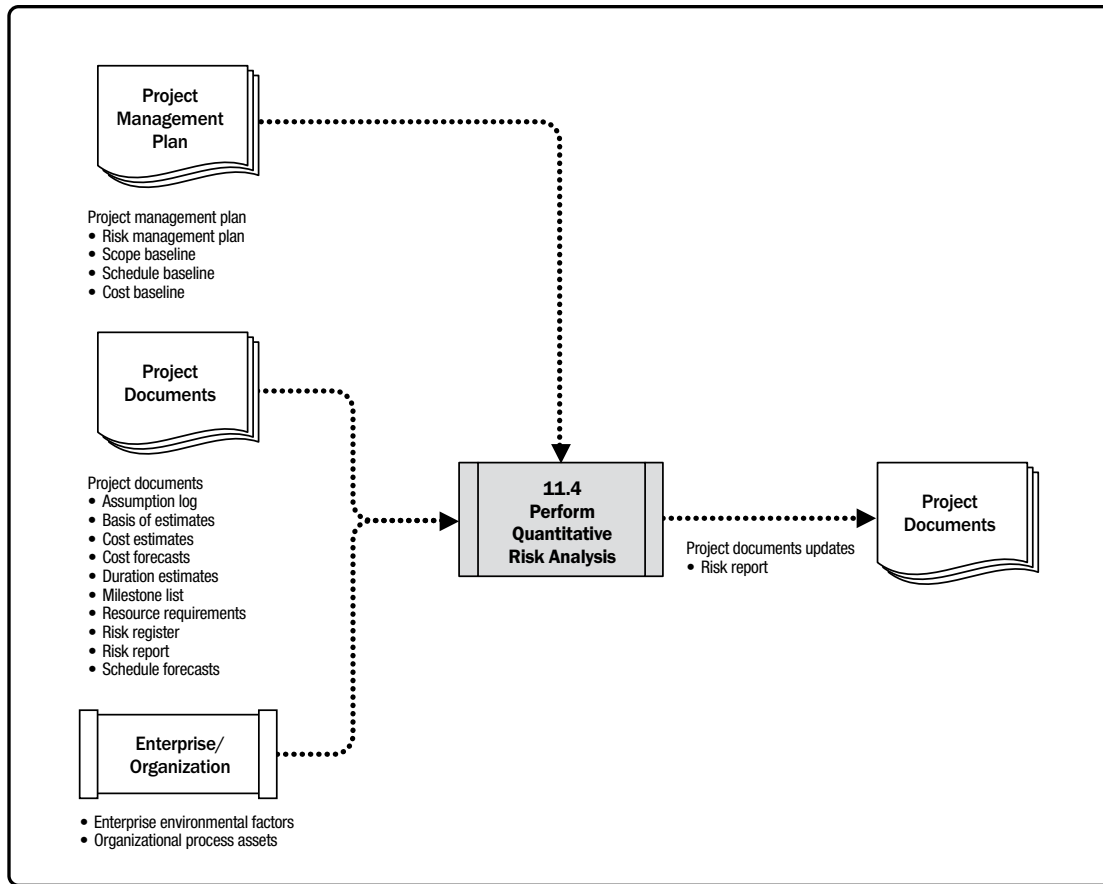 Project
Management
Plan
Project management plan
• Risk management plan
• Scope baseline
• Schedule baseline
• Cost baseline
Project
Documents
Project documents
• Assumption log
• Basis of estimates
• Cost estimates
• Cost forecasts
• Duration estimates
• Milestone list
• Resource requirements
• Risk register
• Risk report
• Schedule forecasts
Enterprise/
Organization
• Enterprise environmental factors
• Organizational process assets
11.4
Perform
Quantitative
Risk Analysis
Project documents updates
• Risk report
Project
Documents